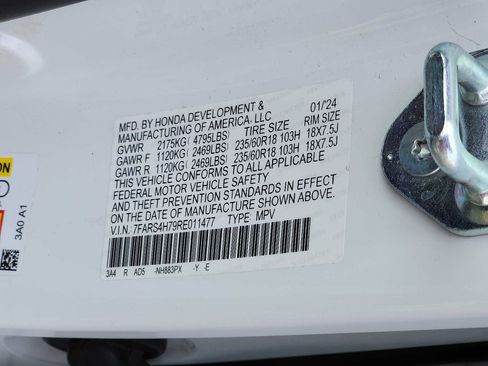 MFD. BY HONDA DEVELOPMENT & 01/'24
MANUFACTURING OF AMERICA, LLC
GVWR 2175KG( 4795LBS) TIRE SIZE RIM SIZE
GAWR F 1120KG( 2469LBS) 235/60R18 103H 18X7.5J
GAWR R 1120KG( 2469LBS) 235/60R18 103H 18X7.5J
THIS VEHICLE CONFORMS TO ALL APPLICABLE
FEDERAL MOTOR VEHICLE SAFETY
AND THEFT PREVENTION STANDARDS IN EFFECT
ON THE DATE OF MANUFACTURE SHOWN ABOVE.
V.I.N. 7FARS4H79RE011477 TYPE MPV
3A4 R AD5 -NH883PX -Y -E
ION
3A0 A1